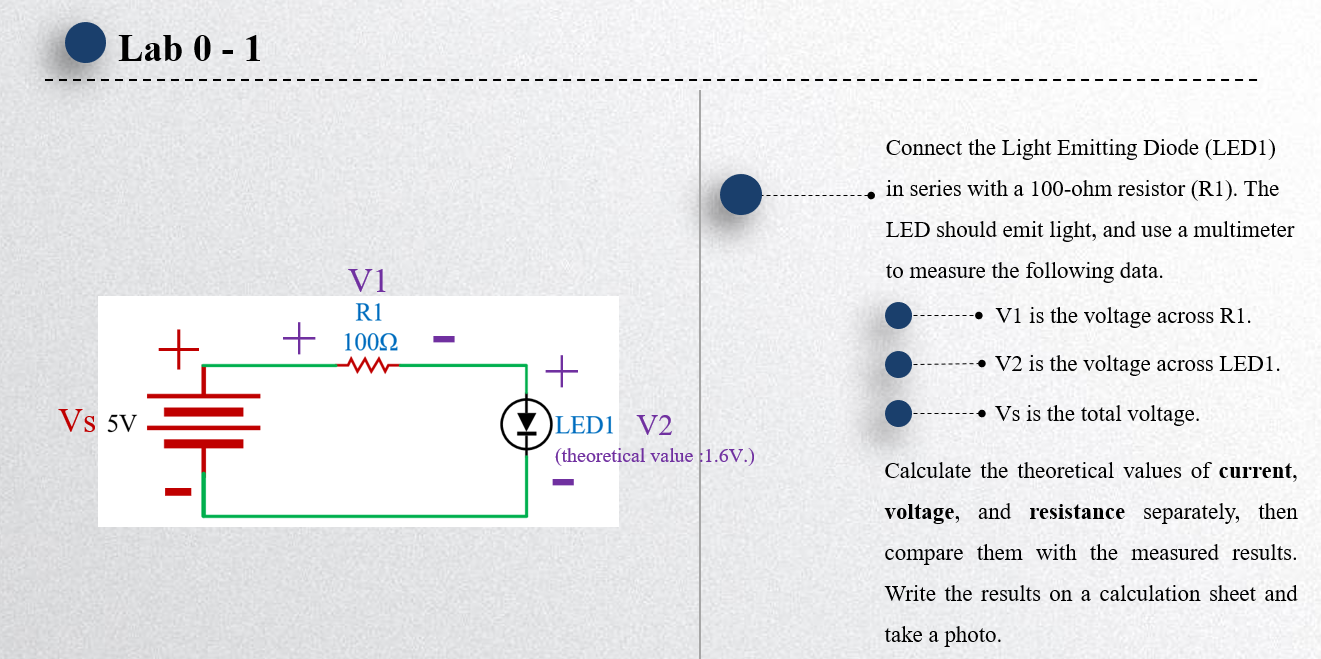 Lab 0 - 1
V1
R1
100Ω
+
−
+
+
Vs
5V
LED1
V2
(theoretical value :1.6V.)
−
−
Connect the Light Emitting Diode (LED1)
in series with a 100-ohm resistor (R1). The
LED should emit light, and use a multimeter
to measure the following data.
V1 is the voltage across R1.
V2 is the voltage across LED1.
Vs is the total voltage.
Calculate the theoretical values of current,
voltage, and resistance separately, then
compare them with the measured results.
Write the results on a calculation sheet and
take a photo.